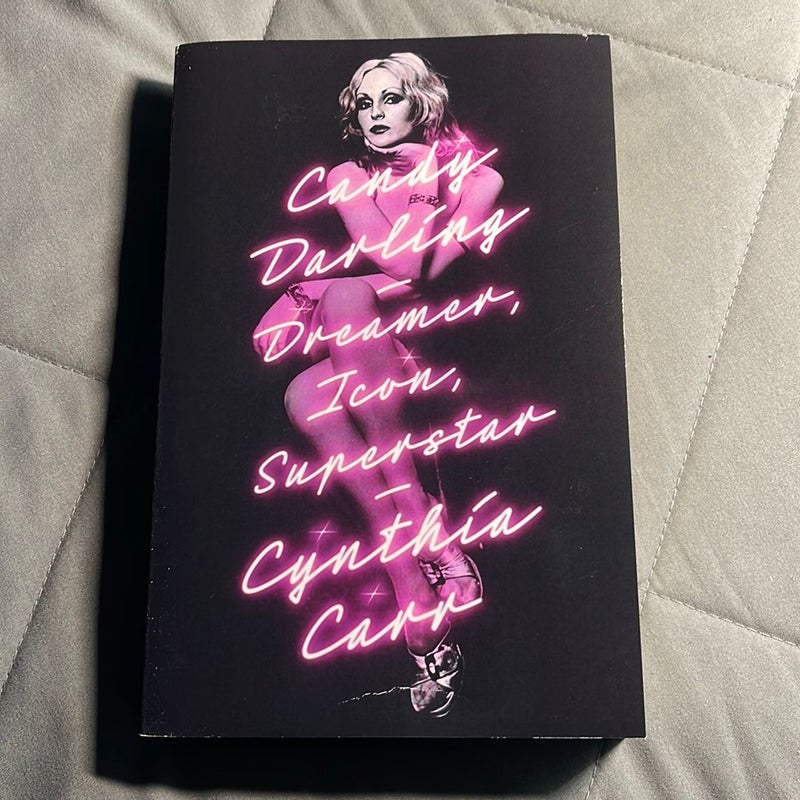 Candy
Darling
—
Dreamer,
Icon,
Superstar
—
Cynthia
Carr